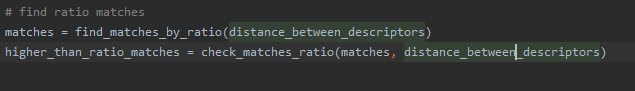 # find ratio matches
matches = find_matches_by_ratio(distance_between_descriptors)
higher_than_ratio_matches = check_matches_ratio(matches, distance_between_descriptors)